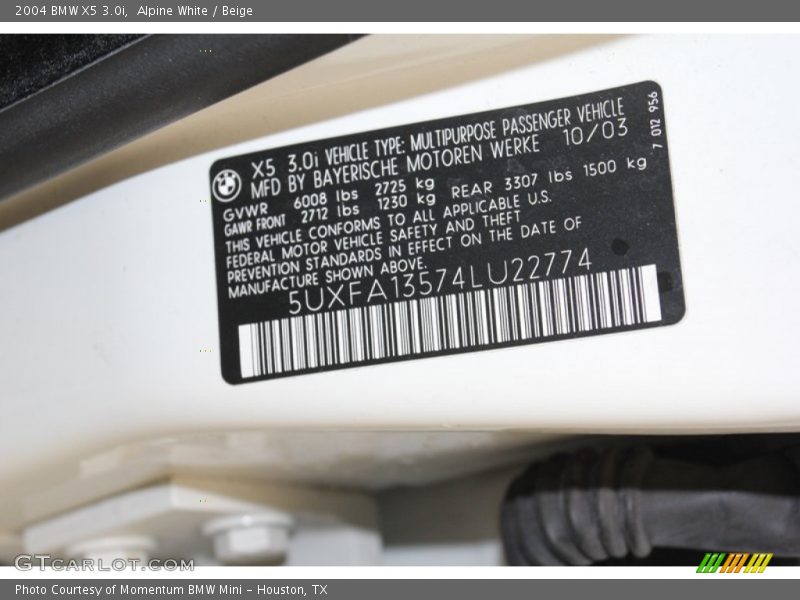 2004 BMW X5 3.0i, Alpine White / Beige
X5 3.0i VEHICLE TYPE: MULTIPURPOSE PASSENGER VEHICLE
MFD BY BAYERISCHE MOTOREN WERKE 10/03
7 012 956
GVWR 6008 lbs 2725 kg
GAWR FRONT 2712 lbs 1230 kg REAR 3307 lbs 1500 kg
THIS VEHICLE CONFORMS TO ALL APPLICABLE U.S.
FEDERAL MOTOR VEHICLE SAFETY AND THEFT
PREVENTION STANDARDS IN EFFECT ON THE DATE OF
MANUFACTURE SHOWN ABOVE.
5UXFA13574LU22774
GTCARLOT.COM
Photo Courtesy of Momentum BMW Mini - Houston, TX